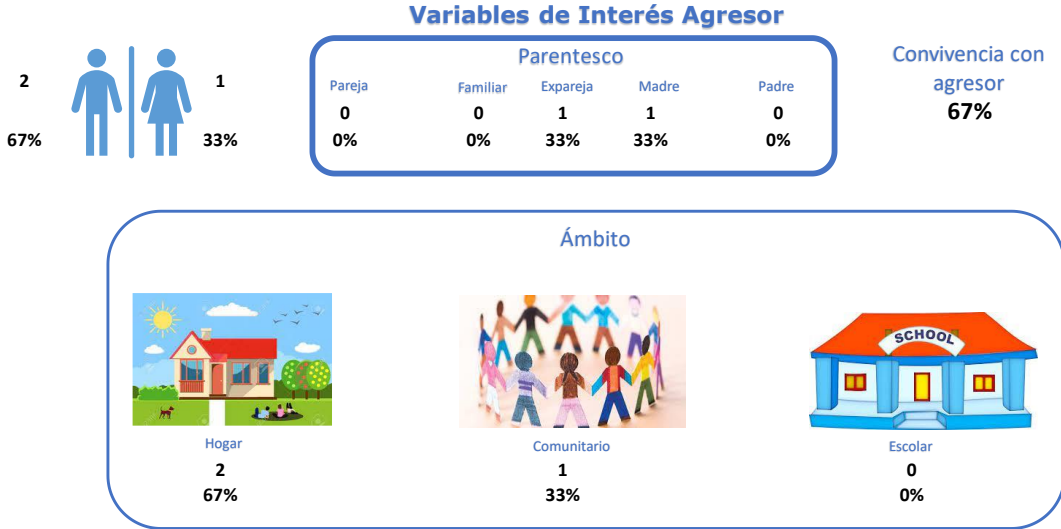 Variables de Interés Agresor
2
67%
1
33%
Parentesco
Pareja Familiar Expareja Madre Padre
0 0 1 1 0
0% 0% 33% 33% 0%
Convivencia con
agresor
67%
Ámbito
SCHOOL
Hogar Comunitario Escolar
2 1 0
67% 33% 0%